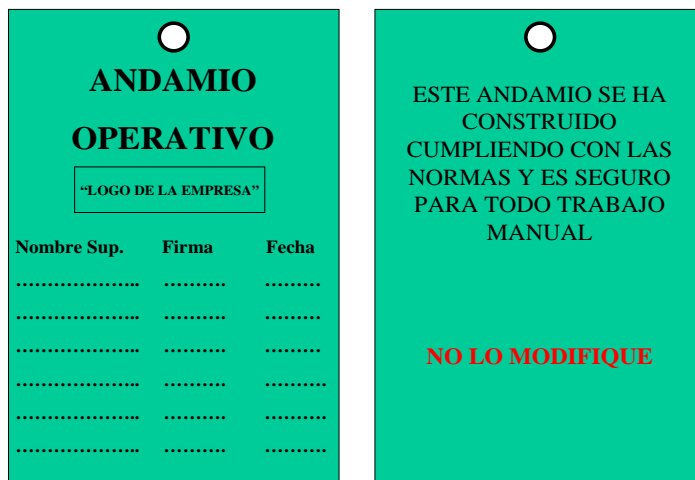 ANDAMIO
OPERATIVO
“LOGO DE LA EMPRESA”
Nombre Sup. Firma Fecha
……………….. ………. ………
……………….. ………. ………
……………….. ………. ………
……………….. ………. ……….
……………….. ………. ……….
……………….. ………. ……….
ESTE ANDAMIO SE HA
CONSTRUIDO
CUMPLIENDO CON LAS
NORMAS Y ES SEGURO
PARA TODO TRABAJO
MANUAL
NO LO MODIFIQUE